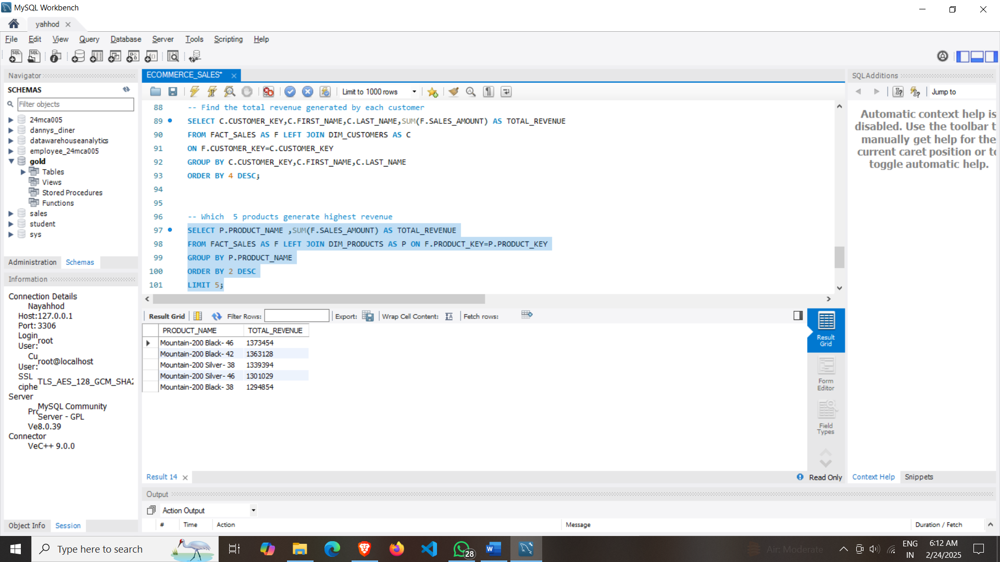 MySQL Workbench
yahhod
File Edit View Query Database Server Tools Scripting Help
Navigator
SCHEMAS
Filter objects
24mca005
dannys_diner
datawarehouseanalytics
employee_24mca005
gold
Tables
Views
Stored Procedures
Functions
sales
student
sys
Administration Schemas
Information
Connection Details
Nayahhod
Host:127.0.0.1
Port: 3306
Login
User: root
Cu
User: root@localhost
SSL
ciphe TLS_AES_128_GCM_SHA2
Server
Prc MySQL Community
Server - GPL
Ve8.0.39
Connector
VeC++ 9.0.0
Object Info Session
ECOMMERCE_SALES*
Limit to 1000 rows
88 -- Find the total revenue generated by each customer
89 SELECT C.CUSTOMER_KEY,C.FIRST_NAME,C.LAST_NAME,SUM(F.SALES_AMOUNT) AS TOTAL_REVENUE
90 FROM FACT_SALES AS F LEFT JOIN DIM_CUSTOMERS AS C
91 ON F.CUSTOMER_KEY=C.CUSTOMER_KEY
92 GROUP BY C.CUSTOMER_KEY,C.FIRST_NAME,C.LAST_NAME
93 ORDER BY 4 DESC;
94
95
96 -- Which  5 products generate highest revenue
97 SELECT P.PRODUCT_NAME ,SUM(F.SALES_AMOUNT) AS TOTAL_REVENUE
98 FROM FACT_SALES AS F LEFT JOIN DIM_PRODUCTS AS P ON F.PRODUCT_KEY=P.PRODUCT_KEY
99 GROUP BY P.PRODUCT_NAME
100 ORDER BY 2 DESC
101 LIMIT 5;
Result Grid Filter Rows: Export: Wrap Cell Content: Fetch rows:
PRODUCT_NAME TOTAL_REVENUE
Mountain-200 Black- 46 1373454
Mountain-200 Black- 42 1363128
Mountain-200 Silver- 38 1339394
Mountain-200 Silver- 46 1301029
Mountain-200 Black- 38 1294854
Result
Grid
Form
Editor
Field
Types
Result 14
Read Only
SQLAdditions
Jump to
Automatic context help is
disabled. Use the toolbar t
manually get help for the
current caret position or to
toggle automatic help.
Context Help Snippets
Output
Action Output
# Time Action Message Duration / Fetch
Type here to search
28
Air: Moderate
ENG
IN
6:12 AM
2/24/2025